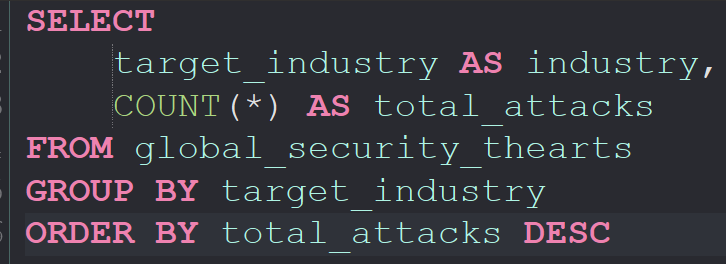 SELECT
target_industry AS industry,
COUNT(*) AS total_attacks
FROM global_security_thearts
GROUP BY target_industry
ORDER BY total_attacks DESC